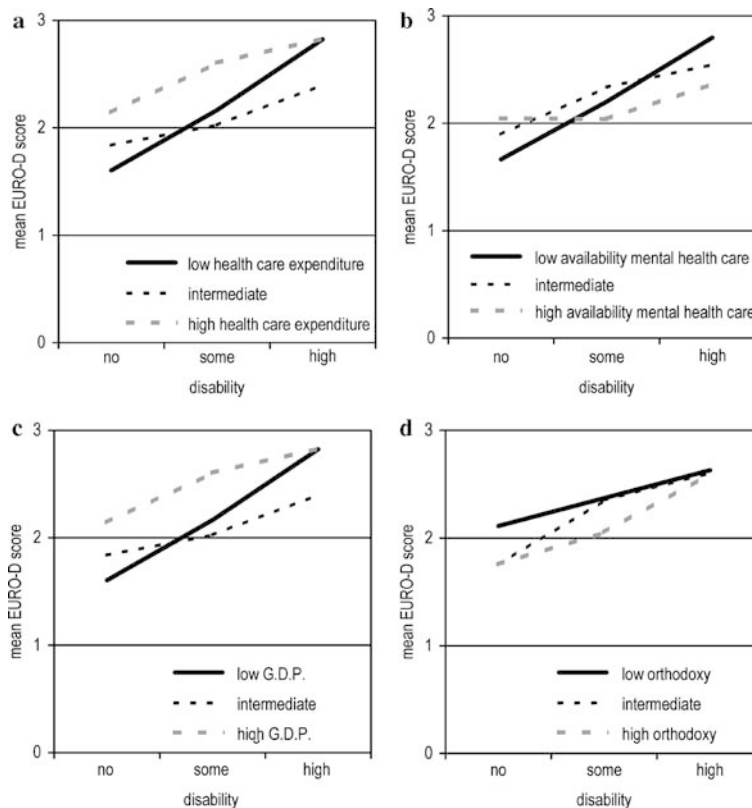 a
3
2
1
0
mean EURO-D score
low health care expenditure
intermediate
high health care expenditure
no some high
disability
b
3
2
1
0
mean EURO-D score
low availability mental health care
intermediate
high availability mental health care
no some high
disability
c
3
2
1
0
mean EURO-D score
low G.D.P.
intermediate
high G.D.P.
no some high
disability
d
3
2
1
0
mean EURO-D score
low orthodoxy
intermediate
high orthodoxy
no some high
disability